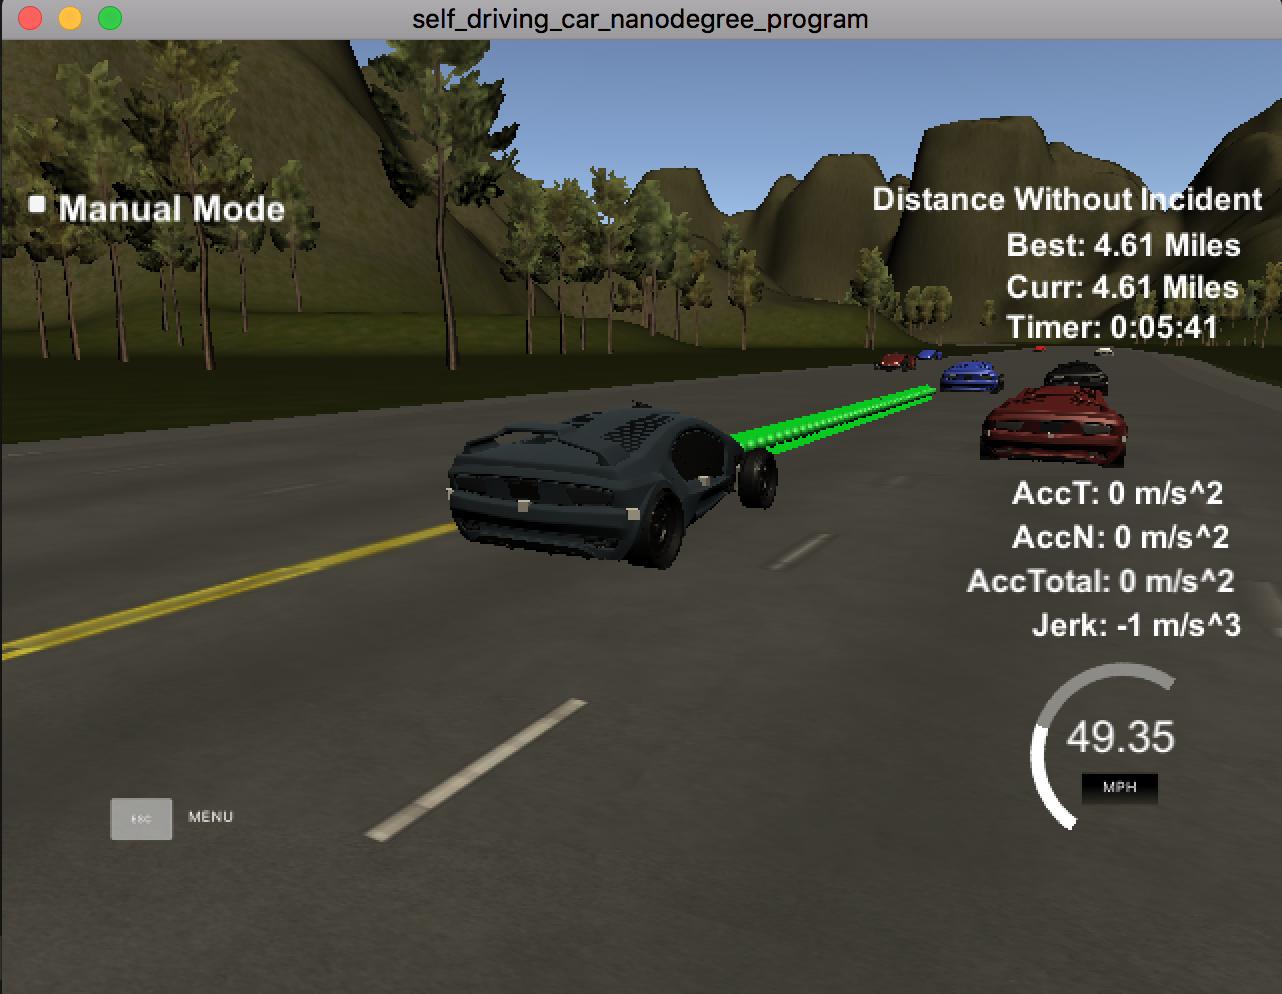 self_driving_car_nanodegree_program
Manual Mode
Distance Without Incident
Best: 4.61 Miles
Curr: 4.61 Miles
Timer: 0:05:41
AccT: 0 m/s^2
AccN: 0 m/s^2
AccTotal: 0 m/s^2
Jerk: -1 m/s^3
49.35
MPH
ESC MENU